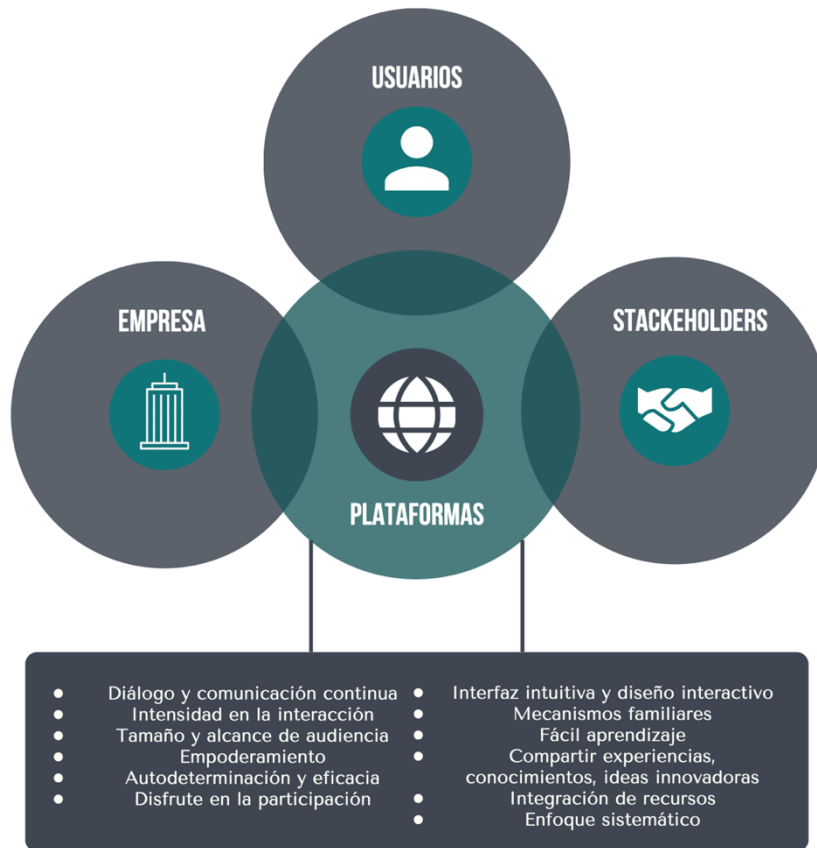 USUARIOS
EMPRESA
STACKEHOLDERS
PLATAFORMAS
Diálogo y comunicación continua
Intensidad en la interacción
Tamaño y alcance de audiencia
Empoderamiento
Autodeterminación y eficacia
Disfrute en la participación
Interfaz intuitiva y diseño interactivo
Mecanismos familiares
Fácil aprendizaje
Compartir experiencias,
conocimientos, ideas innovadoras
Integración de recursos
Enfoque sistemático